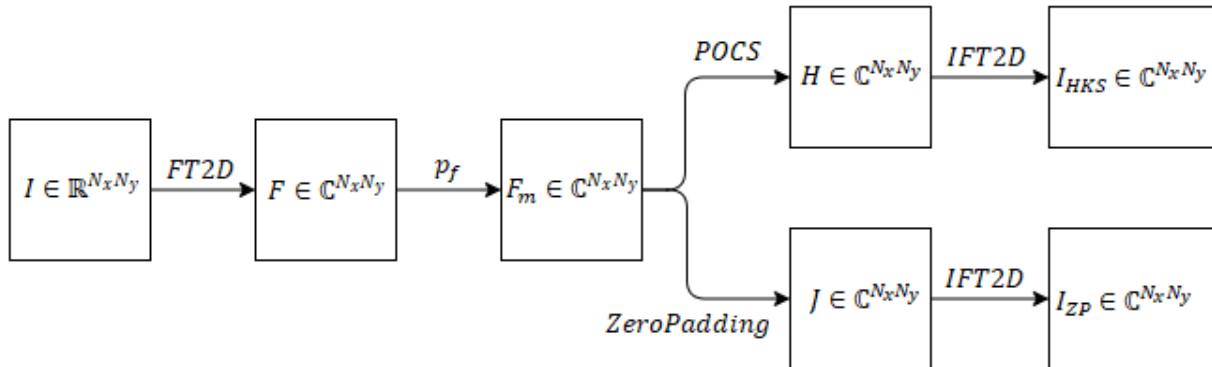 POCS
H ∈ ℂ^{N_x N_y}
IFT2D
I_{HKS} ∈ ℂ^{N_x N_y}
I ∈ ℝ^{N_x N_y}
FT2D
F ∈ ℂ^{N_x N_y}
p_f
F_m ∈ ℂ^{N_x N_y}
ZeroPadding
J ∈ ℂ^{N_x N_y}
IFT2D
I_{ZP} ∈ ℂ^{N_x N_y}